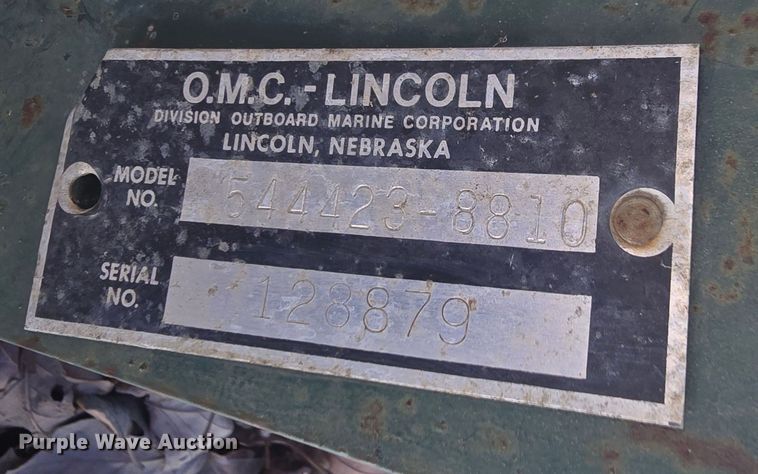 O.M.C. - LINCOLN
DIVISION OUTBOARD MARINE CORPORATION
LINCOLN, NEBRASKA
MODEL NO. 544423-8810
SERIAL NO. 128879
Purple Wave Auction